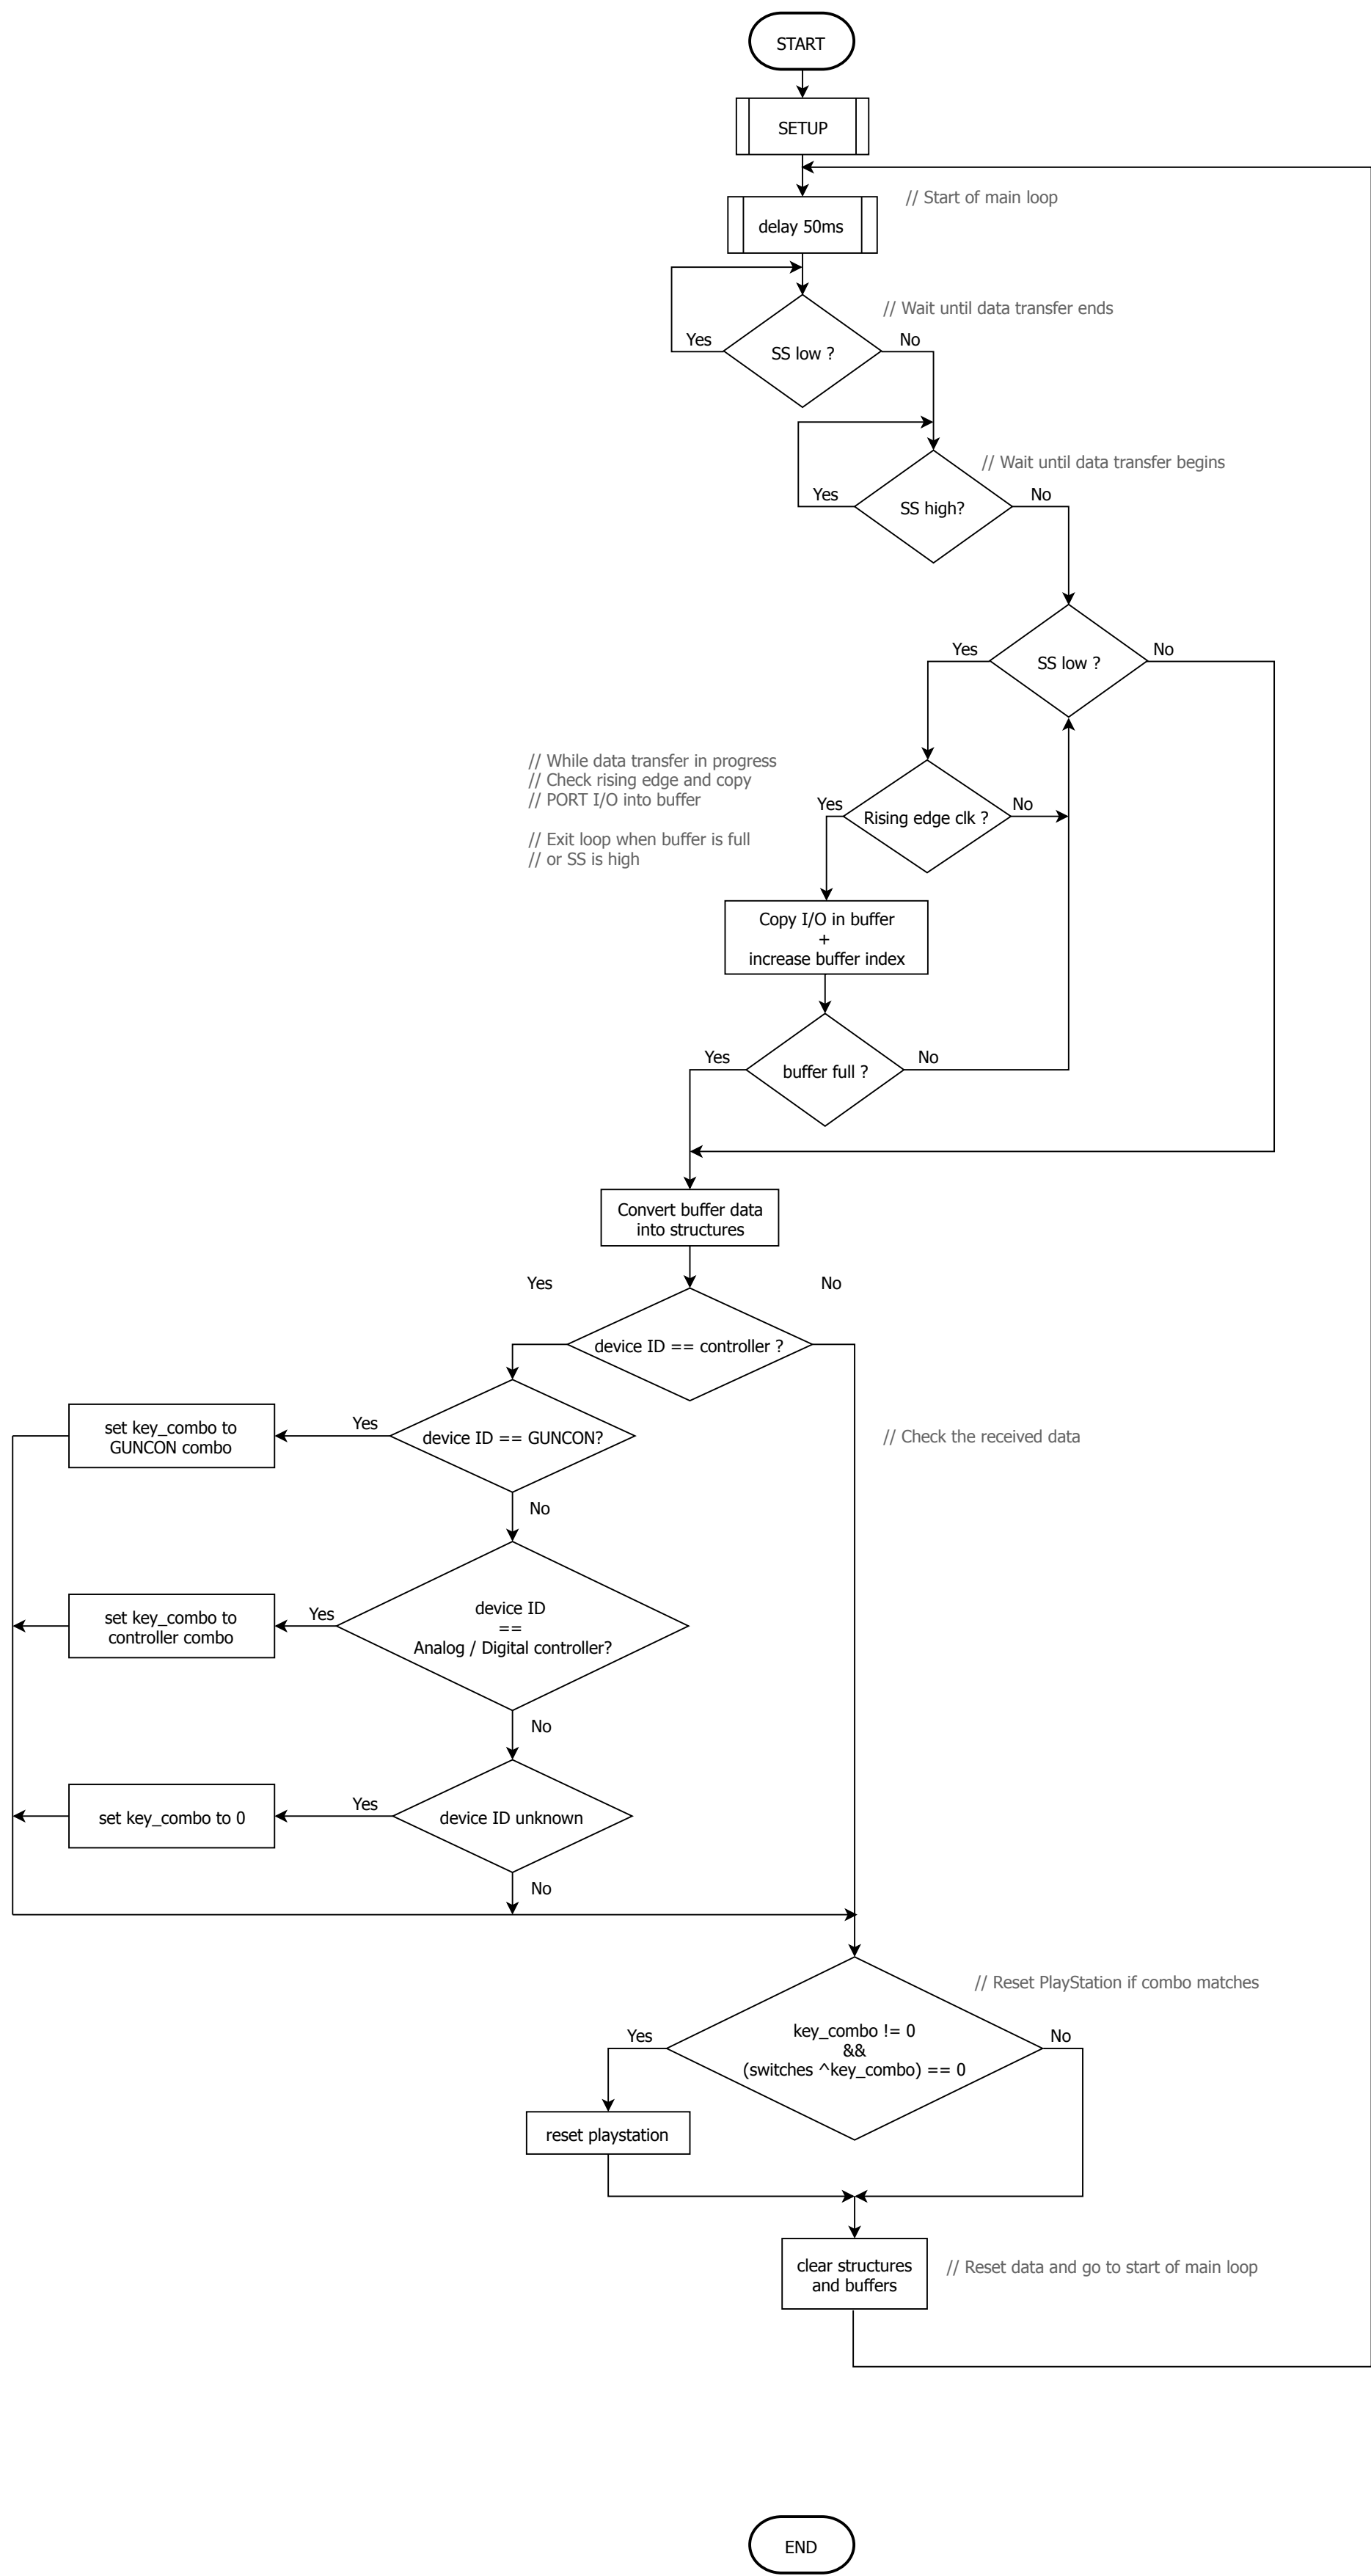 START
SETUP
// Start of main loop
delay 50ms
// Wait until data transfer ends
Yes
No
SS low ?
// Wait until data transfer begins
Yes
No
SS high?
Yes
No
SS low ?
// While data transfer in progress
// Check rising edge and copy
// PORT I/O into buffer
// Exit loop when buffer is full
// or SS is high
Yes
No
Rising edge clk ?
Copy I/O in buffer
+
increase buffer index
Yes
No
buffer full ?
Convert buffer data
into structures
Yes
No
device ID == controller ?
set key_combo to
GUNCON combo
Yes
device ID == GUNCON?
// Check the received data
No
set key_combo to
controller combo
Yes
device ID
==
Analog / Digital controller?
No
set key_combo to 0
Yes
device ID unknown
No
// Reset PlayStation if combo matches
Yes
No
key_combo != 0
&&
(switches ^key_combo) == 0
reset playstation
clear structures
and buffers
// Reset data and go to start of main loop
END